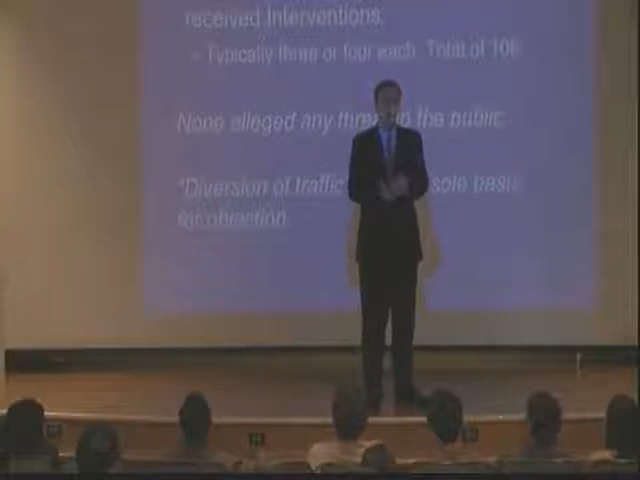 received Interventions.
- Typically three or four each. Total of 106
None alleged any threat to the public.
"Diversion of traffic sole basis
for objection.